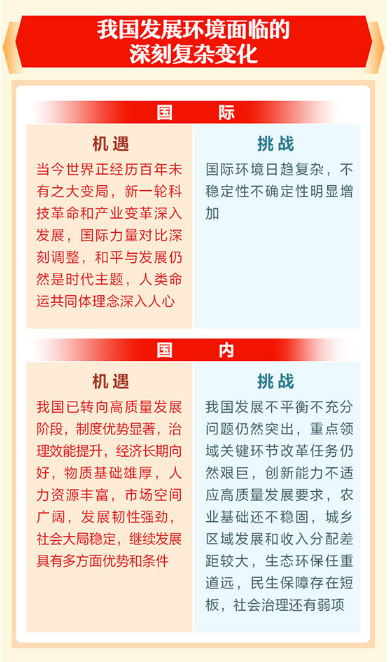 我国发展环境面临的
深刻复杂变化
国 际
机遇
当今世界正经历百年未
有之大变局，新一轮科
技革命和产业变革深入
发展，国际力量对比深
刻调整，和平与发展仍
然是时代主题，人类命
运共同体理念深入人心
挑战
国际环境日趋复杂，不
稳定性不确定性明显增
加
国 内
机遇
我国已转向高质量发展
阶段，制度优势显著，治
理效能提升，经济长期向
好，物质基础雄厚，人
力资源丰富，市场空间
广阔，发展韧性强劲，
社会大局稳定，继续发展
具有多方面优势和条件
挑战
我国发展不平衡不充分
问题仍然突出，重点领
域关键环节改革任务仍
然艰巨，创新能力不适
应高质量发展要求，农
业基础还不稳固，城乡
区域发展和收入分配差
距较大，生态环保任重
道远，民生保障存在短
板，社会治理还有弱项